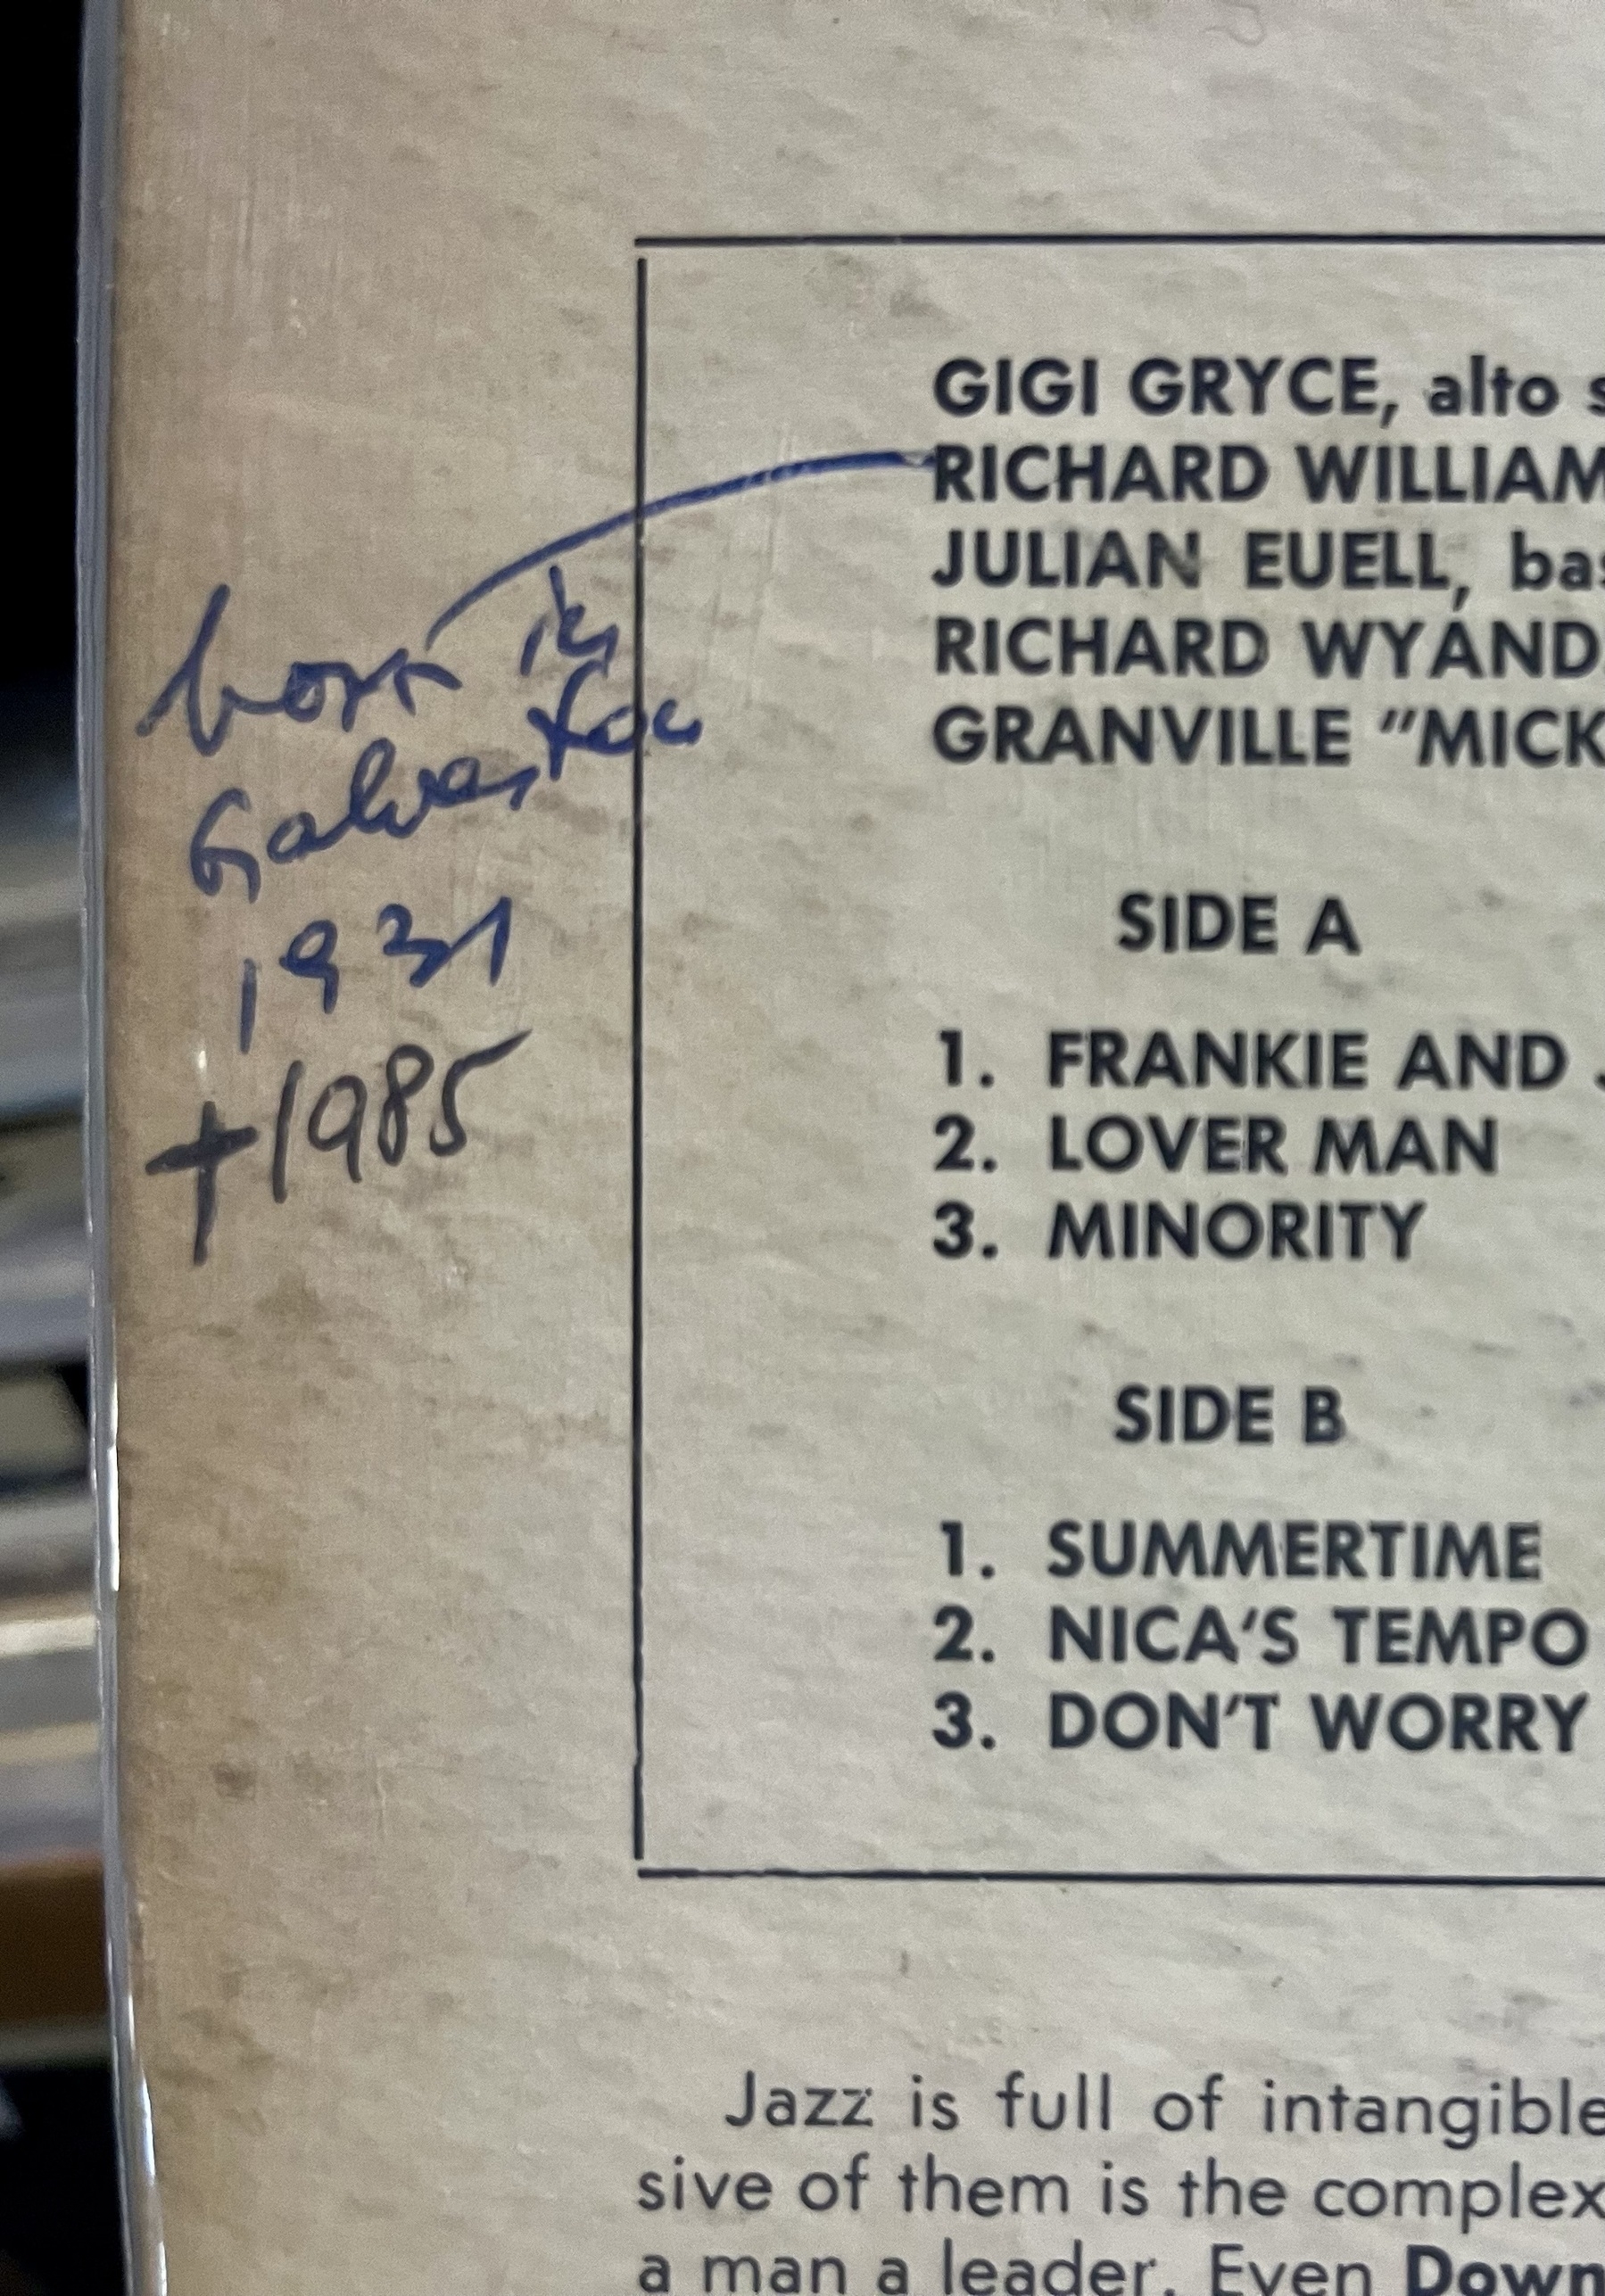 GIGI GRYCE, alto s
RICHARD WILLIAM
JULIAN EUELL, bas
RICHARD WYAND
GRANVILLE "MICK
born in
Galveston
1931
+1985
SIDE A
1. FRANKIE AND J
2. LOVER MAN
3. MINORITY
SIDE B
1. SUMMERTIME
2. NICA'S TEMPO
3. DON'T WORRY
Jazz is full of intangible
sive of them is the complex
a man a leader. Even Down